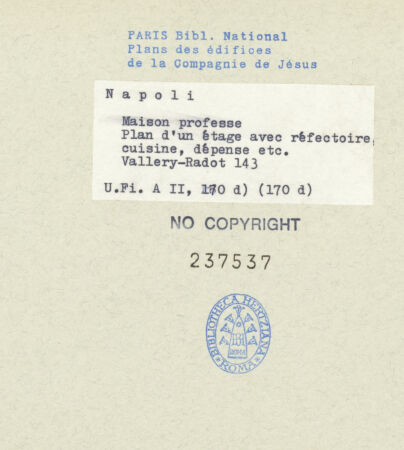 PARIS Bibl. National
Plans des édifices
de la Compagnie de Jésus
Napoli
Maison professe
Plan d'un étage avec réfectoire,
cuisine, dépense etc.
Vallery-Radot 143
U.Fi. A II, 170 d) (170 d)
NO COPYRIGHT
237537
BIBLIOTHECA HERTZIANA
ROMA